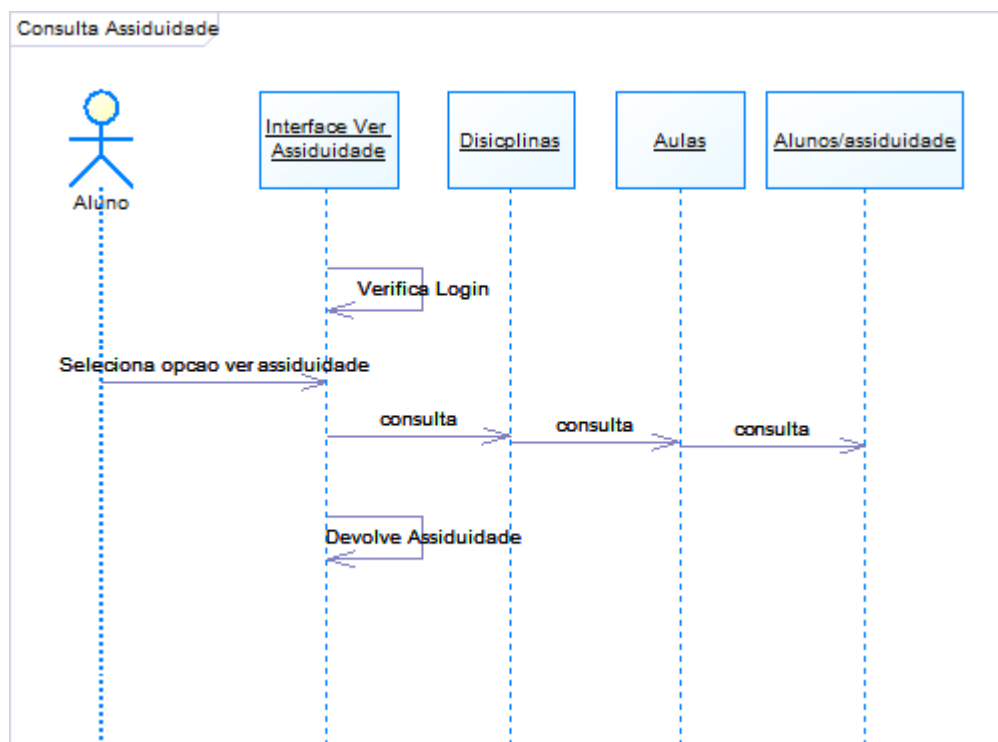 Consulta Assiduidade
Interface Ver
Assiduidade
Disicplinas
Aulas
Alunos/assiduidade
Aluno
Verifica Login
Seleciona opcao ver assiduidade
consulta
consulta
consulta
Devolve Assiduidade